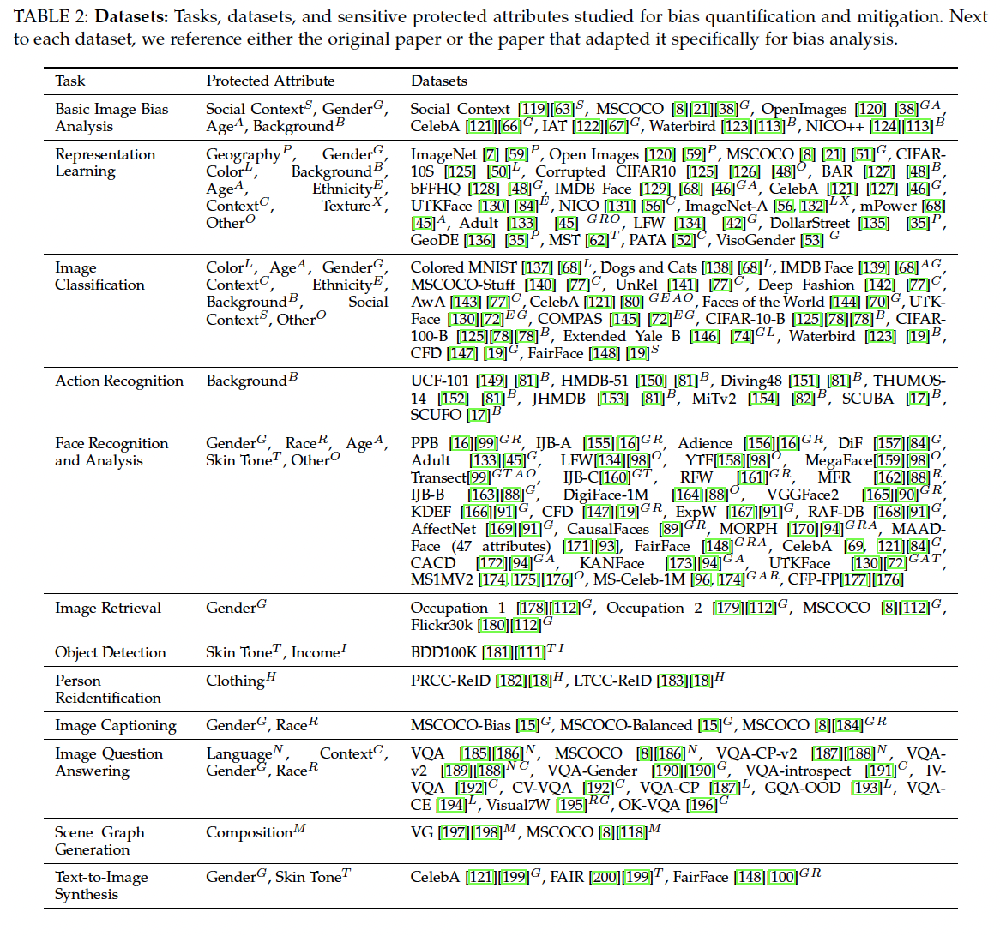 TABLE 2: Datasets: Tasks, datasets, and sensitive protected attributes studied for bias quantification and mitigation. Next
to each dataset, we reference either the original paper or the paper that adapted it specifically for bias analysis.
Task Protected Attribute Datasets
Basic Image Bias Analysis
Social Context^S, Gender^G,
Age^A, Background^B
Social Context [119][63]^S, MSCOCO [8][21][38]^G, OpenImages [120] [38]^GA,
CelebA [121][66]^G, IAT [122][67]^G, Waterbird [123][113]^B, NICO++ [124][113]^B
Representation
Learning
Geography^P, Gender^G,
Color^L, Background^B,
Age^A, Ethnicity^E,
Context^C, Texture^X,
Other^O
ImageNet [7] [59]^P, Open Images [120] [59]^P, MSCOCO [8] [21] [51]^G, CIFAR-
10S [125] [50]^L, Corrupted CIFAR10 [125] [126] [48]^O, BAR [127] [48]^B,
bFFHQ [128] [48]^G, IMDB Face [129] [68] [46]^GA, CelebA [121] [127] [46]^G,
UTKFace [130] [84]^E, NICO [131] [56]^C, ImageNet-A [56, 132]^LX, mPower [68]
[45]^A, Adult [133] [45] ^GRO, LFW [134] [42]^G, DollarStreet [135] [35]^P,
GeoDE [136] [35]^P, MST [62]^T, PATA [52]^C, VisoGender [53] ^G
Image
Classification
Color^L, Age^A, Gender^G,
Context^C, Ethnicity^E,
Background^B, Social
Context^S, Other^O
Colored MNIST [137] [68]^L, Dogs and Cats [138] [68]^L, IMDB Face [139] [68]^AG,
MSCOCO-Stuff [140] [77]^C, UnRel [141] [77]^C, Deep Fashion [142] [77]^C,
AwA [143] [77]^C, CelebA [121] [80] ^GEAO, Faces of the World [144] [70]^G, UTK-
Face [130][72]^EG, COMPAS [145] [72]^EG, CIFAR-10-B [125][78][78]^B, CIFAR-
100-B [125][78][78]^B, Extended Yale B [146] [74]^GL, Waterbird [123] [19]^B,
CFD [147] [19]^G, FairFace [148] [19]^S
Action Recognition
Background^B
UCF-101 [149] [81]^B, HMDB-51 [150] [81]^B, Diving48 [151] [81]^B, THUMOS-
14 [152] [81]^B, JHMDB [153] [81]^B, MiTv2 [154] [82]^B, SCUBA [17]^B,
SCUFO [17]^B
Face Recognition
and Analysis
Gender^G, Race^R, Age^A,
Skin Tone^T, Other^O
PPB [16][99]^GR, IJB-A [155][16]^GR, Adience [156][16]^GR, DiF [157][84]^G,
Adult [133][45]^G, LFW[134][98]^O, YTF[158][98]^O, MegaFace[159][98]^O,
Transect[99]^GTAO, IJB-C[160]^GT, RFW [161]^GR, MFR [162][88]^R,
IJB-B [163][88]^G, DigiFace-1M [164][88]^O, VGGFace2 [165][90]^GR,
KDEF [166][91]^G, CFD [147][19]^GR, ExpW [167][91]^G, RAF-DB [168][91]^G,
AffectNet [169][91]^G, CausalFaces [89]^GR, MORPH [170][94]^GRA, MAAD-
Face (47 attributes) [171][93], FairFace [148]^GRA, CelebA [69, 121][84]^G,
CACD [172][94]^GA, KANFace [173][94]^GA, UTKFace [130][72]^GAT,
MS1MV2 [174, 175][176]^O, MS-Celeb-1M [96, 174]^GAR, CFP-FP[177][176]
Image Retrieval
Gender^G
Occupation 1 [178][112]^G, Occupation 2 [179][112]^G, MSCOCO [8][112]^G,
Flickr30k [180][112]^G
Object Detection
Skin Tone^T, Income^I
BDD100K [181][111]^TI
Person
Reidentification
Clothing^H
PRCC-ReID [182][18]^H, LTCC-ReID [183][18]^H
Image Captioning
Gender^G, Race^R
MSCOCO-Bias [15]^G, MSCOCO-Balanced [15]^G, MSCOCO [8][184]^GR
Image Question
Answering
Language^N, Context^C,
Gender^G, Race^R
VQA [185][186]^N, MSCOCO [8][186]^N, VQA-CP-v2 [187][188]^N, VQA-
v2 [189][188]^NC, VQA-Gender [190][190]^G, VQA-introspect [191]^C, IV-
VQA [192]^C, CV-VQA [192]^C, VQA-CP [187]^L, GQA-OOD [193]^L, VQA-
CE [194]^L, Visual7W [195]^RG, OK-VQA [196]^G
Scene Graph
Generation
Composition^M
VG [197][198]^M, MSCOCO [8][118]^M
Text-to-Image
Synthesis
Gender^G, Skin Tone^T
CelebA [121][199]^G, FAIR [200][199]^T, FairFace [148][100]^GR